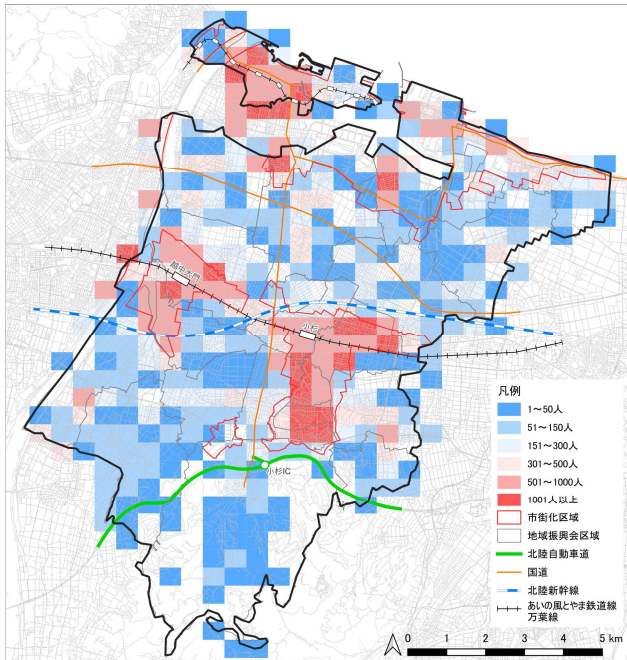 越中大門
小杉
小杉IC
凡例
1～50人
51～150人
151～300人
301～500人
501～1000人
1001人以上
市街化区域
地域振興会区域
北陸自動車道
国道
北陸新幹線
あいの風とやま鉄道線
万葉線
0 1 2 3 4 5 km